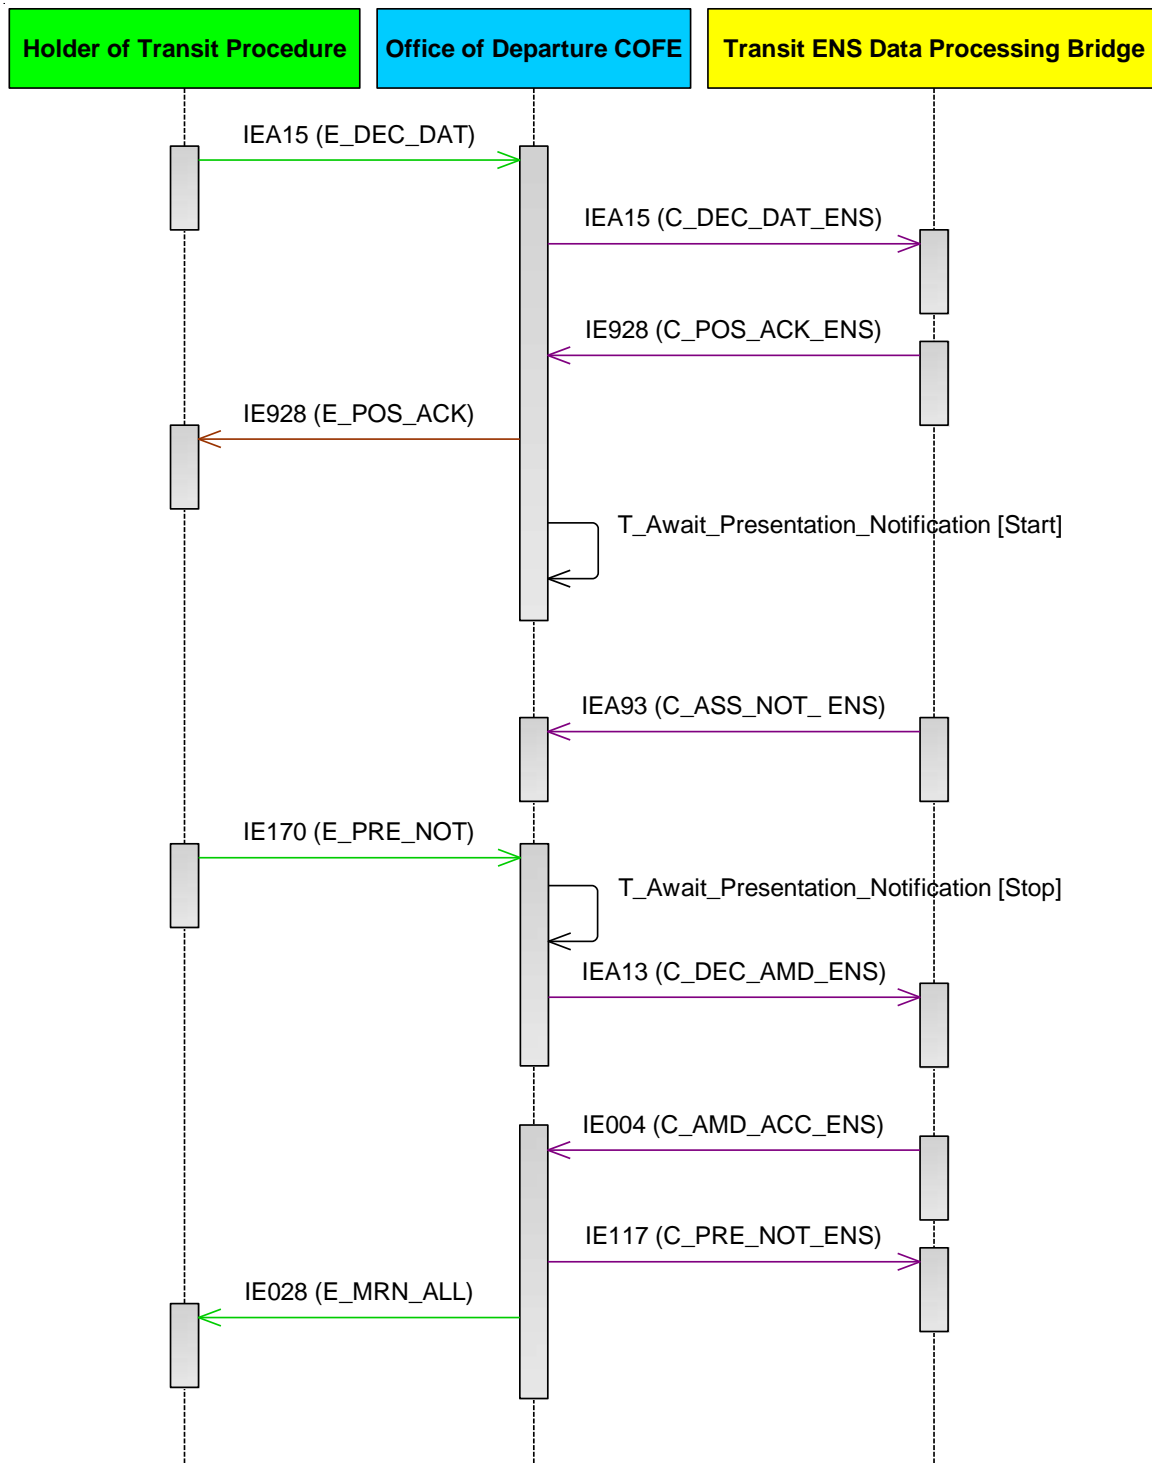 Holder of Transit Procedure
Office of Departure COFE
Transit ENS Data Processing Bridge
IEA15 (E_DEC_DAT)
IEA15 (C_DEC_DAT_ENS)
IE928 (C_POS_ACK_ENS)
IE928 (E_POS_ACK)
T_Await_Presentation_Notification [Start]
IEA93 (C_ASS_NOT_ ENS)
IE170 (E_PRE_NOT)
T_Await_Presentation_Notification [Stop]
IEA13 (C_DEC_AMD_ENS)
IE004 (C_AMD_ACC_ENS)
IE117 (C_PRE_NOT_ENS)
IE028 (E_MRN_ALL)